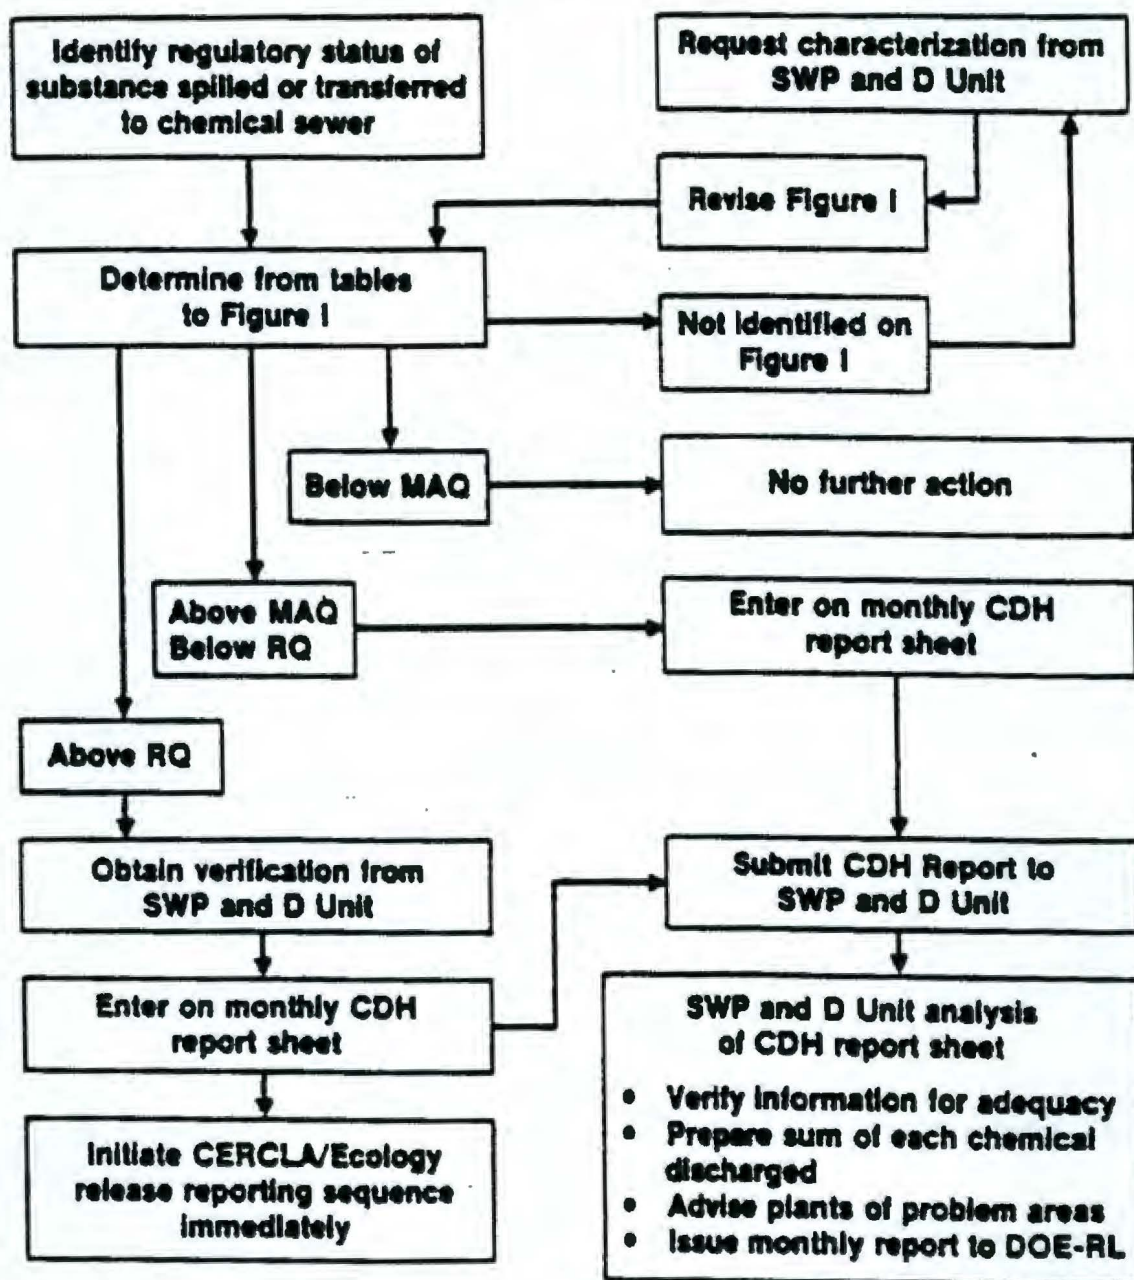 Identify regulatory status of
substance spilled or transferred
to chemical sewer
Request characterization from
SWP and D Unit
Revise Figure I
Determine from tables
to Figure I
Not identified on
Figure I
Below MAQ
No further action
Above MAQ
Below RQ
Enter on monthly CDH
report sheet
Above RQ
Obtain verification from
SWP and D Unit
Submit CDH Report to
SWP and D Unit
Enter on monthly CDH
report sheet
Initiate CERCLA/Ecology
release reporting sequence
immediately
SWP and D Unit analysis
of CDH report sheet
• Verify information for adequacy
• Prepare sum of each chemical
discharged
• Advise plants of problem areas
• Issue monthly report to DOE-RL